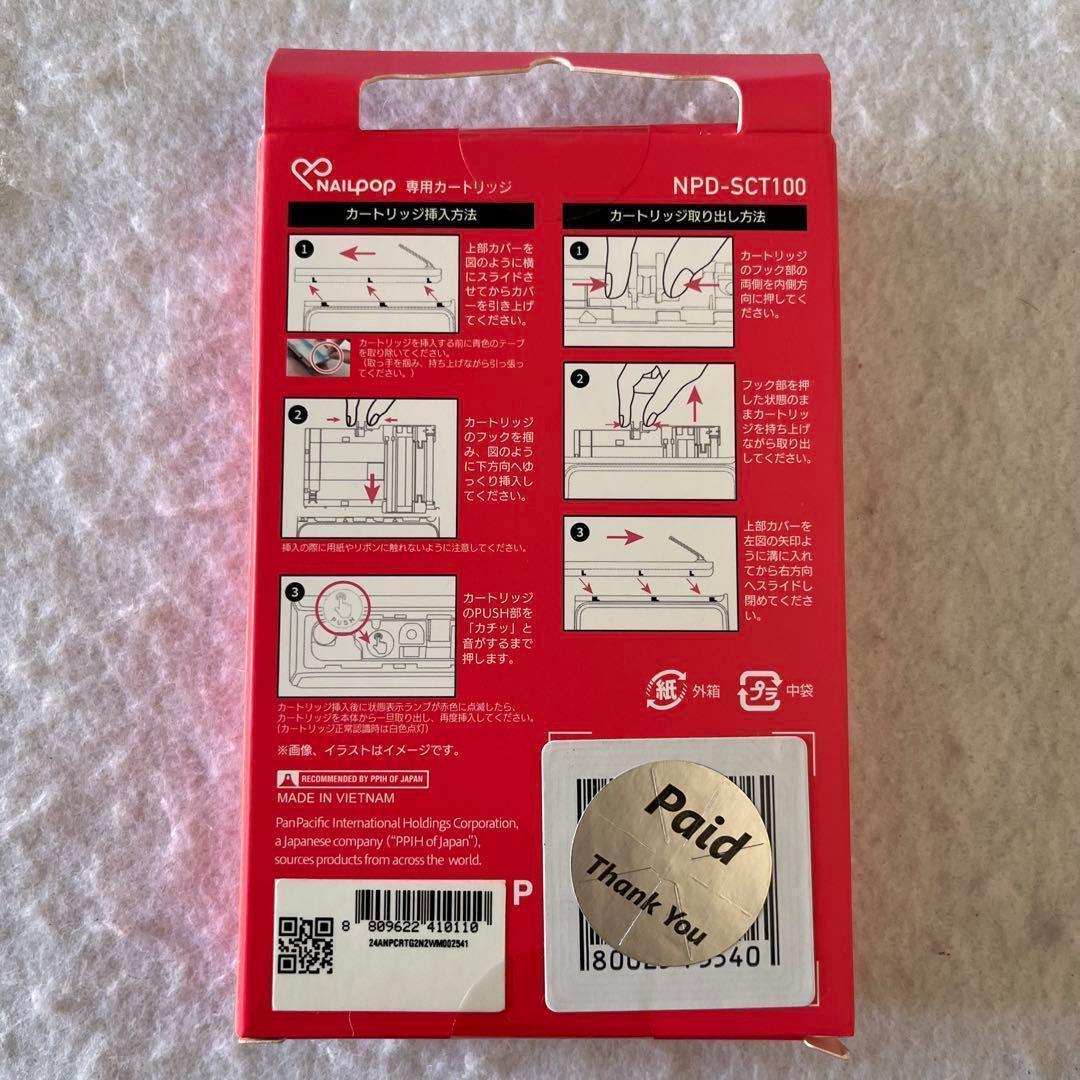 NAILPOP 専用カートリッジ
NPD-SCT100
カートリッジ挿入方法
1
上部カバーを
図のように横
にスライドさ
せてからカバ
ーを引き上げ
てください。
カートリッジを挿入する前に青色のテープ
を取り除いてください。
(取っ手を掴み、持ち上げながら引っ張っ
てください。)
2
カートリッジ
のフックを掴
み、図のよう
に下方向へゆ
っくり挿入し
てください。
挿入の際に用紙やリボンに触れないように注意してください。
3
PUSH
カートリッジ
のPUSH部を
「カチッ」と
音がするまで
押します。
カートリッジ挿入後に状態表示ランプが赤色に点滅したら、
カートリッジを本体から一旦取り出し、再度挿入してください。
(カートリッジ正常認識時は白色点灯)
※画像、イラストはイメージです。
カートリッジ取り出し方法
1
カートリッジ
のフック部の
両側を内側方
向に押してく
ださい。
2
フック部を押
した状態のま
まカートリッ
ジを持ち上げ
ながら取り出
してください。
3
上部カバーを
左図の矢印よ
うに溝に入れ
てから右方向
へスライドし
閉めてくださ
い。
紙 外箱
プラ 中袋
RECOMMENDED BY PPIH OF JAPAN
MADE IN VIETNAM
Pan Pacific International Holdings Corporation,
a Japanese company ("PPIH of Japan"),
sources products from across the world.
P
8 809622 410110
24ANPCRTG2N2WM002541
Paid
Thank You